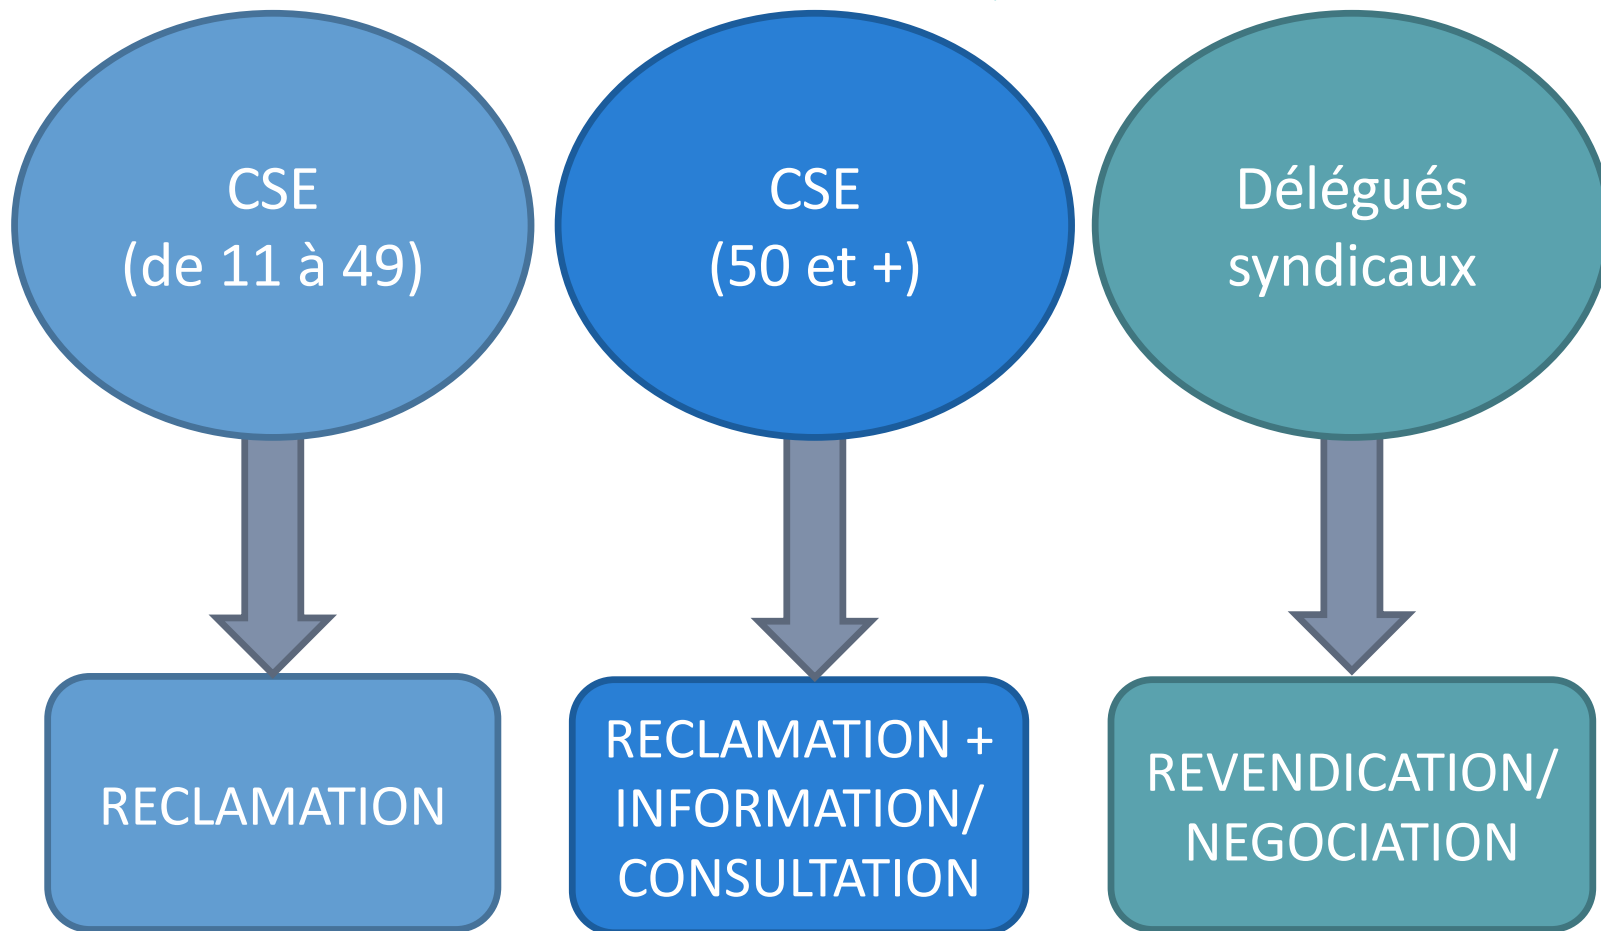 CSE
(de 11 à 49)
CSE
(50 et +)
Délégués
syndicaux
RECLAMATION
RECLAMATION +
INFORMATION/
CONSULTATION
REVENDICATION/
NEGOCIATION